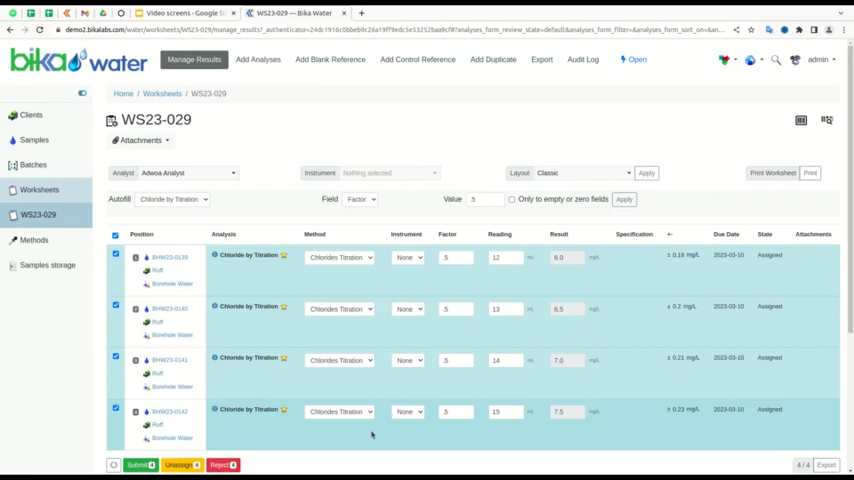 Video screens - Google Sl
WS23-029 — Bika Water
demo2.bikalabs.com/water/worksheets/WS23-029/manage_results?_authenticator=24dc1916c0bbeb9c26a19ff9edc5e53252baa9cf#?analyses_form_review_state=default&analyses_form_filter=&analyses_form_sort_on=&an...
bika water
Manage Results Add Analyses Add Blank Reference Add Control Reference Add Duplicate Export Audit Log Open admin
Clients
Samples
Batches
Worksheets
WS23-029
Methods
Samples storage
Home / Worksheets / WS23-029
WS23-029
Attachments
Analyst Adwoa Analyst Instrument Nothing selected Layout Classic Apply Print Worksheet Print
Autofill Chloride by Titration Field Factor Value .5 Only to empty or zero fields Apply
Position Analysis Method Instrument Factor Reading Result Specification +- Due Date State Attachments
1 BHW23-0139 Chloride by Titration Chlorides Titration None .5 12 mL 6.0 mg/L ± 0.18 mg/L 2023-03-10 Assigned
Ruff
Borehole Water
2 BHW23-0140 Chloride by Titration Chlorides Titration None .5 13 mL 6.5 mg/L ± 0.2 mg/L 2023-03-10 Assigned
Ruff
Borehole Water
3 BHW23-0141 Chloride by Titration Chlorides Titration None .5 14 mL 7.0 mg/L ± 0.21 mg/L 2023-03-10 Assigned
Ruff
Borehole Water
4 BHW23-0142 Chloride by Titration Chlorides Titration None .5 15 mL 7.5 mg/L ± 0.23 mg/L 2023-03-10 Assigned
Ruff
Borehole Water
Submit 4 Unassign 4 Reject 4 4 / 4 Export